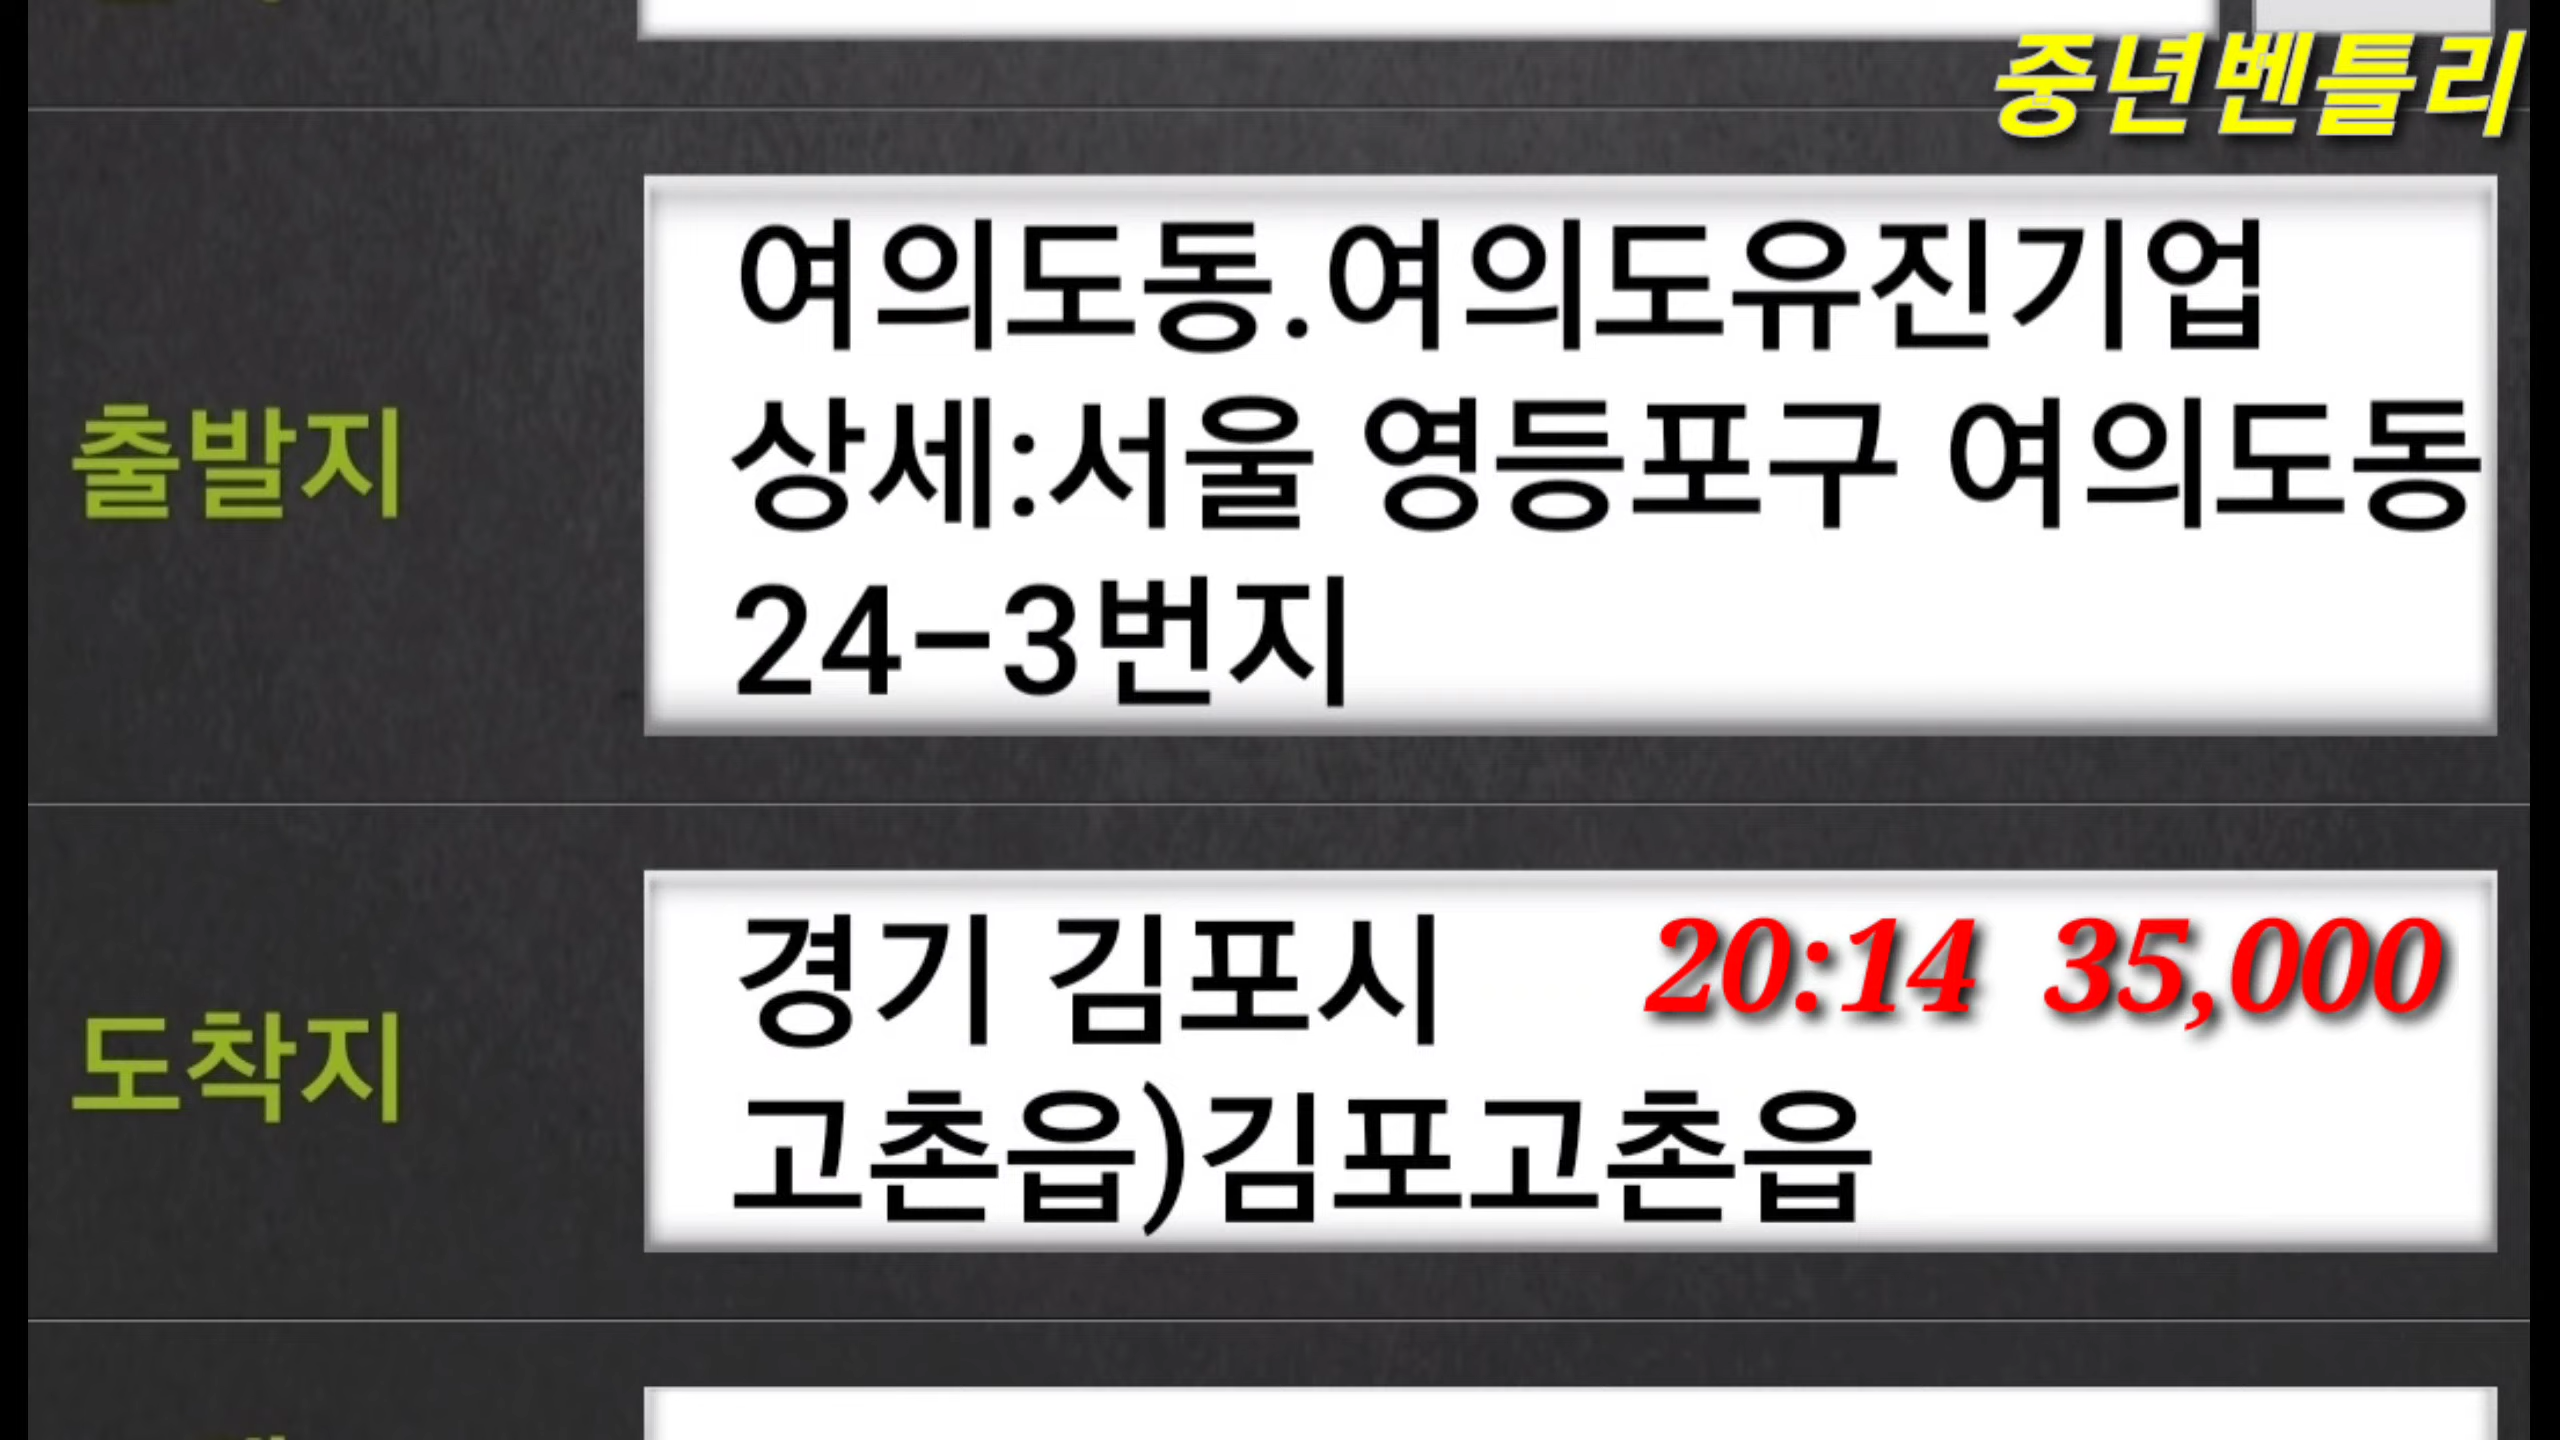 중년벤틀리
출발지
여의도동.여의도유진기업
상세:서울 영등포구 여의도동
24-3번지
도착지
경기 김포시
20:14 35,000
고촌읍)김포고촌읍